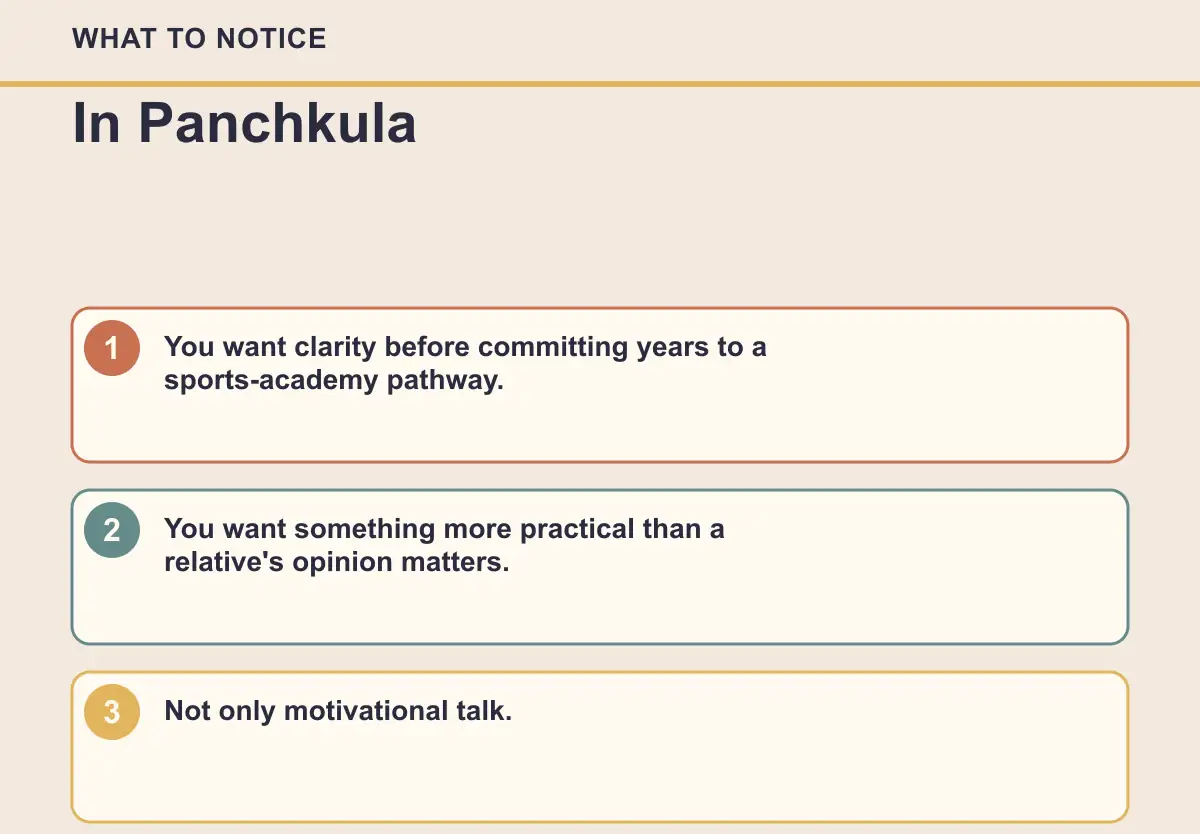 WHAT TO NOTICE
In Panchkula
1
You want clarity before committing years to a
sports-academy pathway.
2
You want something more practical than a
relative's opinion matters.
3
Not only motivational talk.